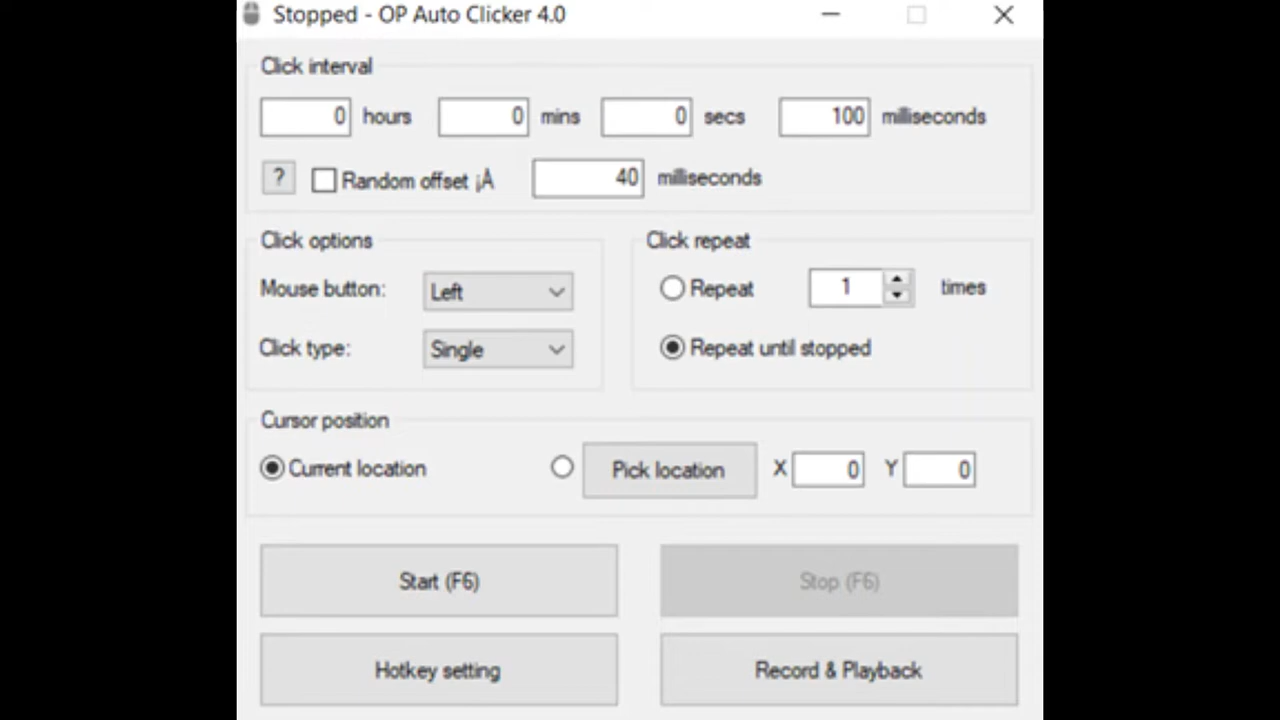 Stopped - OP Auto Clicker 4.0
Click interval
0 hours 0 mins 0 secs 100 milliseconds
? Random offset ¡Å 40 milliseconds
Click options
Mouse button: Left
Click type: Single
Click repeat
Repeat 1 times
Repeat until stopped
Cursor position
Current location Pick location X 0 Y 0
Start (F6) Stop (F6)
Hotkey setting Record & Playback